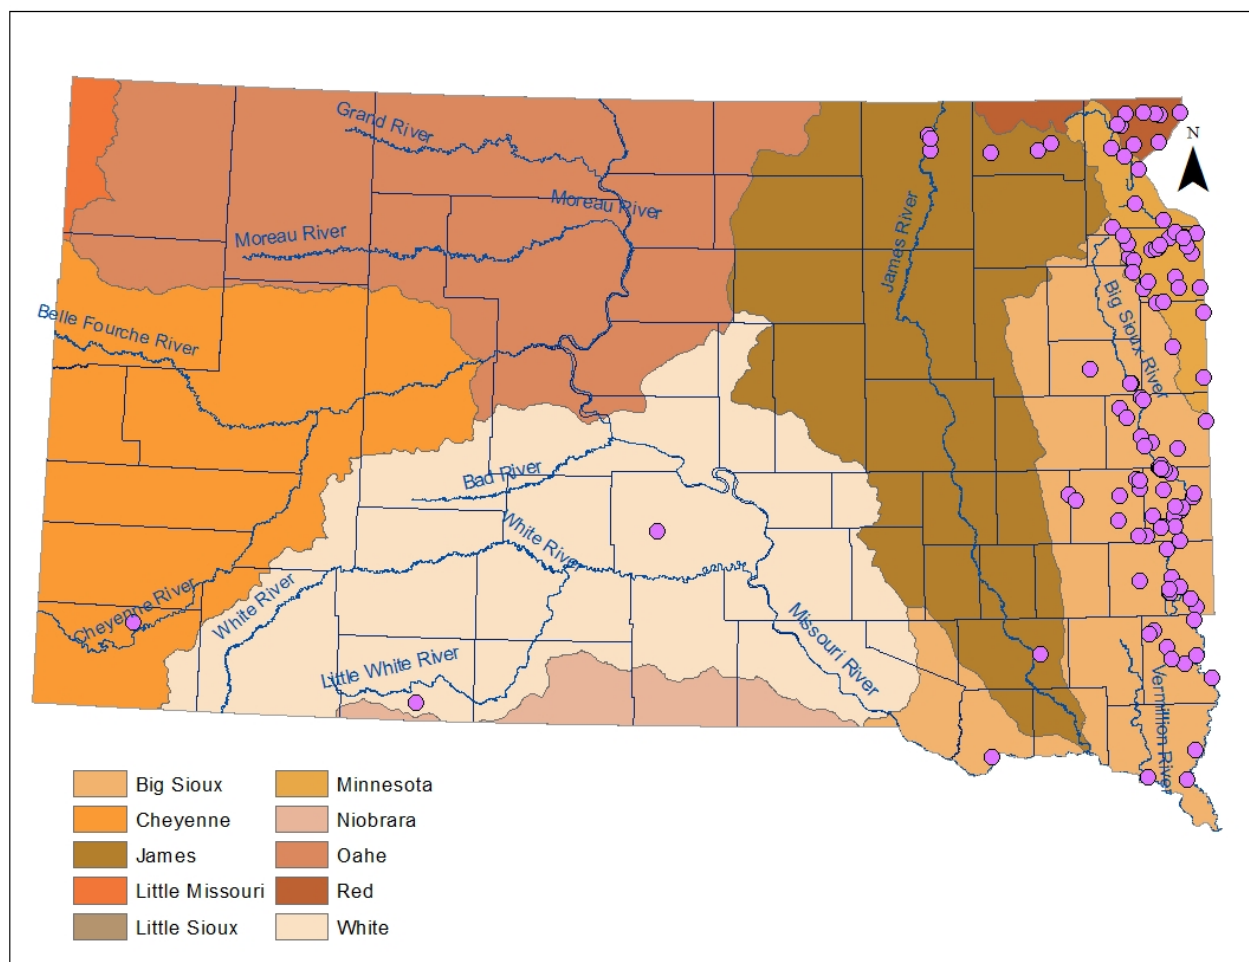 N
Grand River
Moreau River
Moreau River
James River
Belle Fourche River
Big Sioux River
Bad River
White River
Cheyenne River
White River
Missouri River
Little White River
Vermillion River
Big Sioux
Minnesota
Cheyenne
Niobrara
James
Oahe
Little Missouri
Red
Little Sioux
White